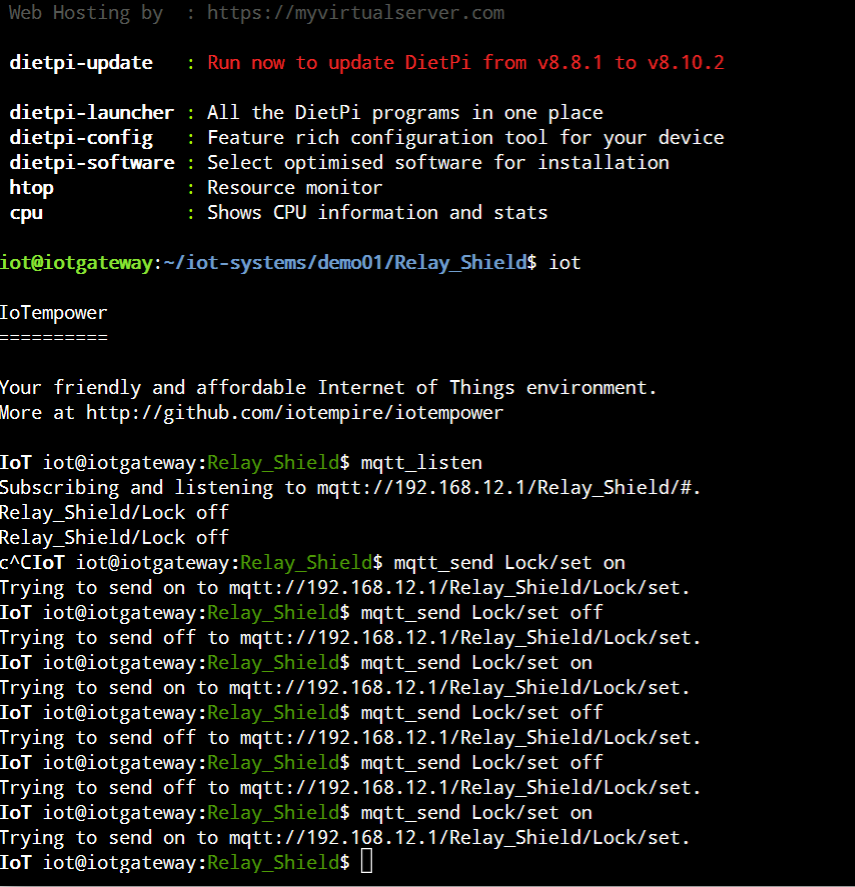 Web Hosting by  : https://myvirtualserver.com
dietpi-update   : Run now to update DietPi from v8.8.1 to v8.10.2
dietpi-launcher : All the DietPi programs in one place
dietpi-config   : Feature rich configuration tool for your device
dietpi-software : Select optimised software for installation
htop            : Resource monitor
cpu             : Shows CPU information and stats
iot@iotgateway:~/iot-systems/demo01/Relay_Shield$ iot
IoTempower
==========
Your friendly and affordable Internet of Things environment.
More at http://github.com/iotempire/iotempower
IoT iot@iotgateway:Relay_Shield$ mqtt_listen
Subscribing and listening to mqtt://192.168.12.1/Relay_Shield/#.
Relay_Shield/Lock off
Relay_Shield/Lock off
c^CIoT iot@iotgateway:Relay_Shield$ mqtt_send Lock/set on
Trying to send on to mqtt://192.168.12.1/Relay_Shield/Lock/set.
IoT iot@iotgateway:Relay_Shield$ mqtt_send Lock/set off
Trying to send off to mqtt://192.168.12.1/Relay_Shield/Lock/set.
IoT iot@iotgateway:Relay_Shield$ mqtt_send Lock/set on
Trying to send on to mqtt://192.168.12.1/Relay_Shield/Lock/set.
IoT iot@iotgateway:Relay_Shield$ mqtt_send Lock/set off
Trying to send off to mqtt://192.168.12.1/Relay_Shield/Lock/set.
IoT iot@iotgateway:Relay_Shield$ mqtt_send Lock/set off
Trying to send off to mqtt://192.168.12.1/Relay_Shield/Lock/set.
IoT iot@iotgateway:Relay_Shield$ mqtt_send Lock/set on
Trying to send on to mqtt://192.168.12.1/Relay_Shield/Lock/set.
IoT iot@iotgateway:Relay_Shield$